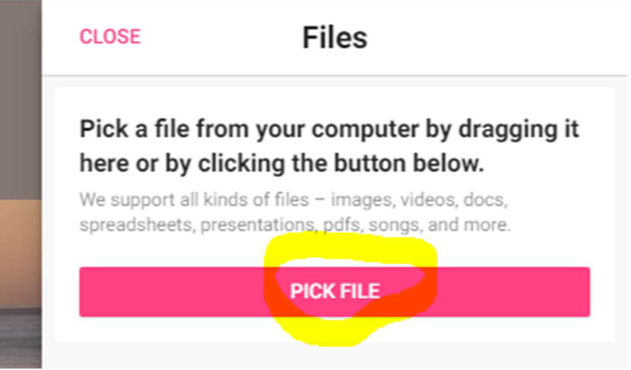 CLOSE
Files
Pick a file from your computer by dragging it
here or by clicking the button below.
We support all kinds of files – images, videos, docs,
spreadsheets, presentations, pdfs, songs, and more.
PICK FILE